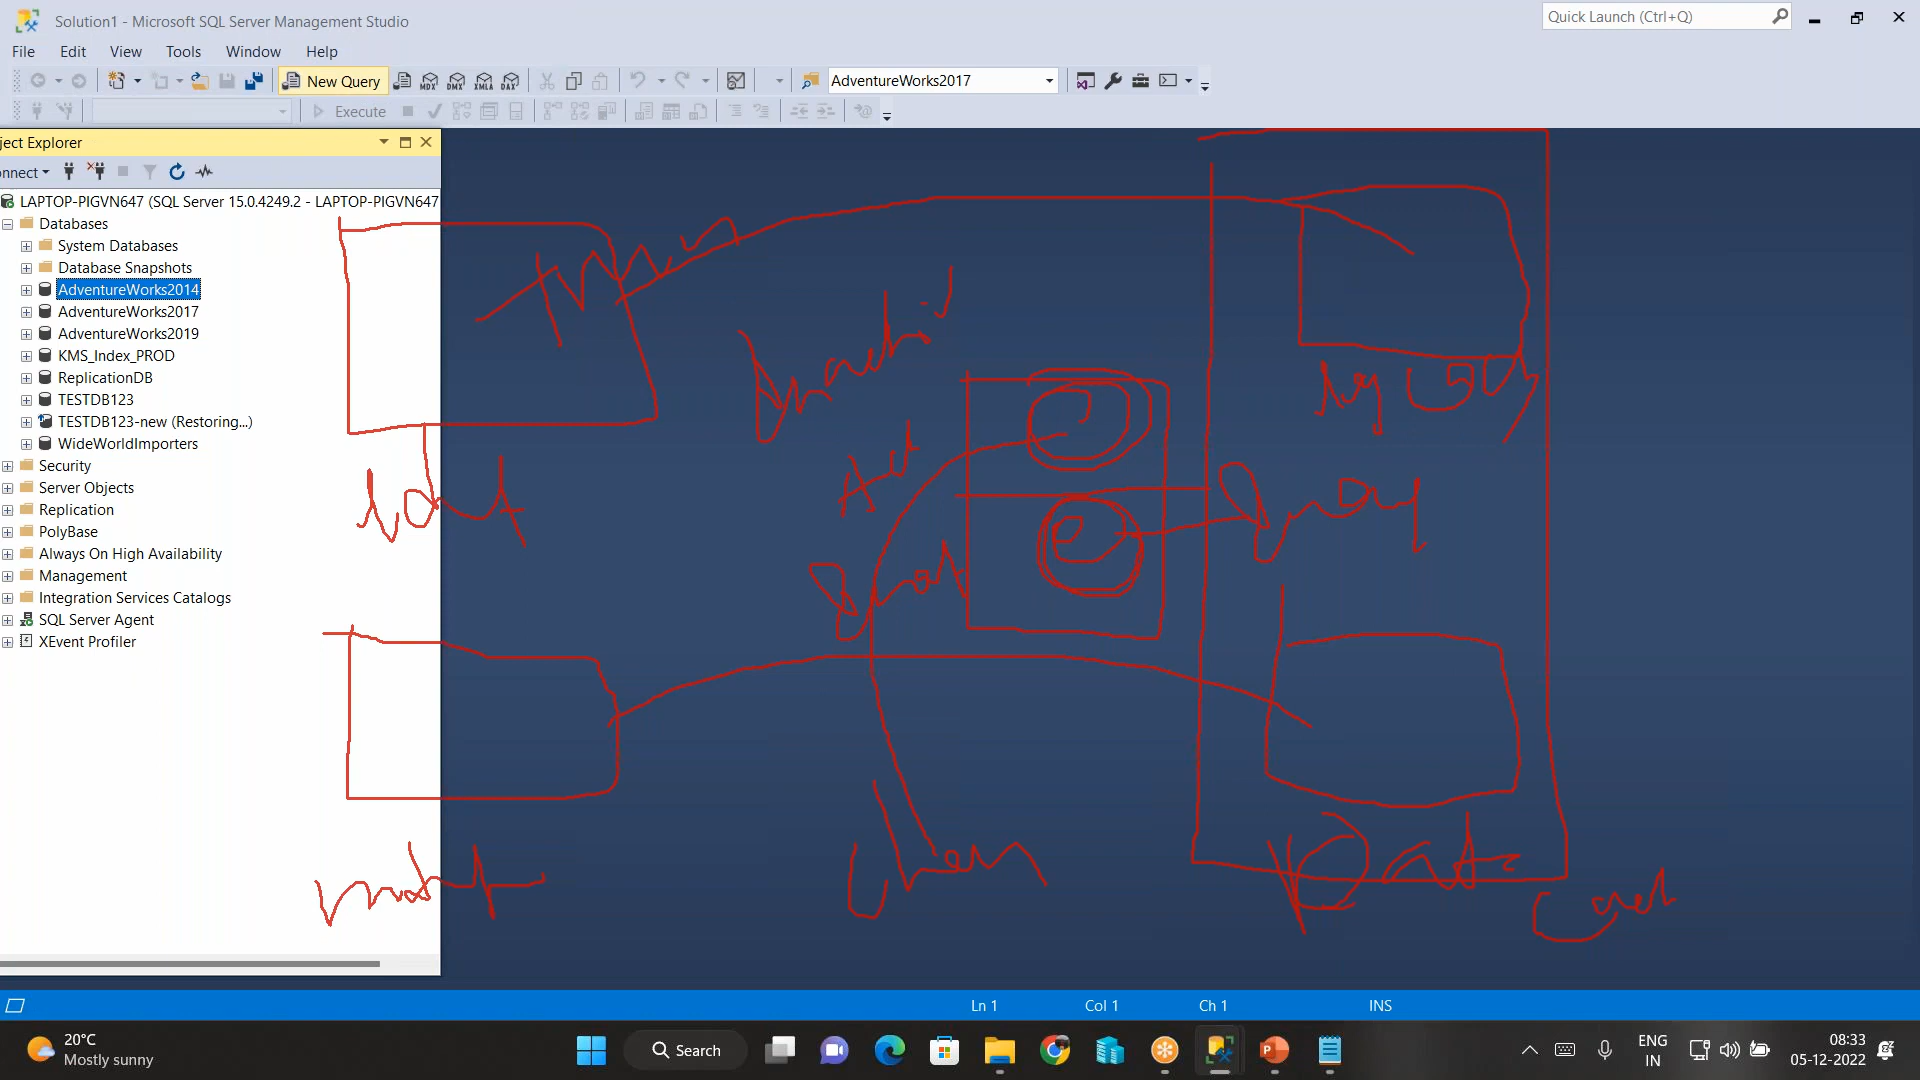 Solution1 - Microsoft SQL Server Management Studio
Quick Launch (Ctrl+Q)
File Edit View Tools Window Help
New Query MDX DMX XMLA DAX AdventureWorks2017
Execute
ject Explorer
nnect
LAPTOP-PIGVN647 (SQL Server 15.0.4249.2 - LAPTOP-PIGVN647
Databases
System Databases
Database Snapshots
AdventureWorks2014
AdventureWorks2017
AdventureWorks2019
KMS_Index_PROD
ReplicationDB
TESTDB123
TESTDB123-new (Restoring...)
WideWorldImporters
Security
Server Objects
Replication
PolyBase
Always On High Availability
Management
Integration Services Catalogs
SQL Server Agent
XEvent Profiler
Ln 1 Col 1 Ch 1 INS
20°C
Mostly sunny
Search
ENG
IN
08:33
05-12-2022